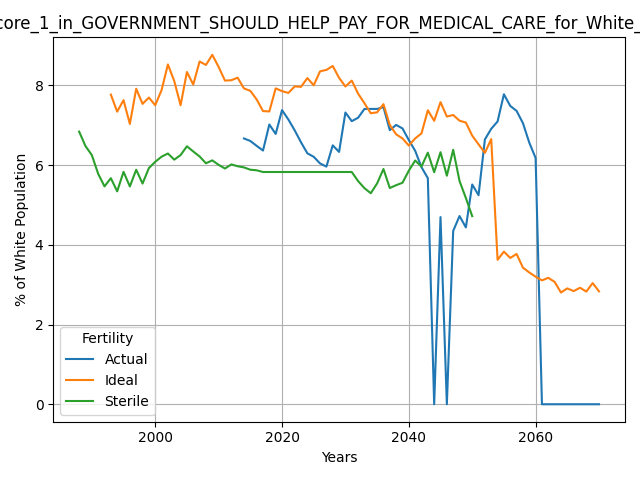 core_1_in_GOVERNMENT_SHOULD_HELP_PAY_FOR_MEDICAL_CARE_for_White_
8
6
4
2
0
% of White Population
Fertility
Actual
Ideal
Sterile
2000 2020 2040 2060
Years